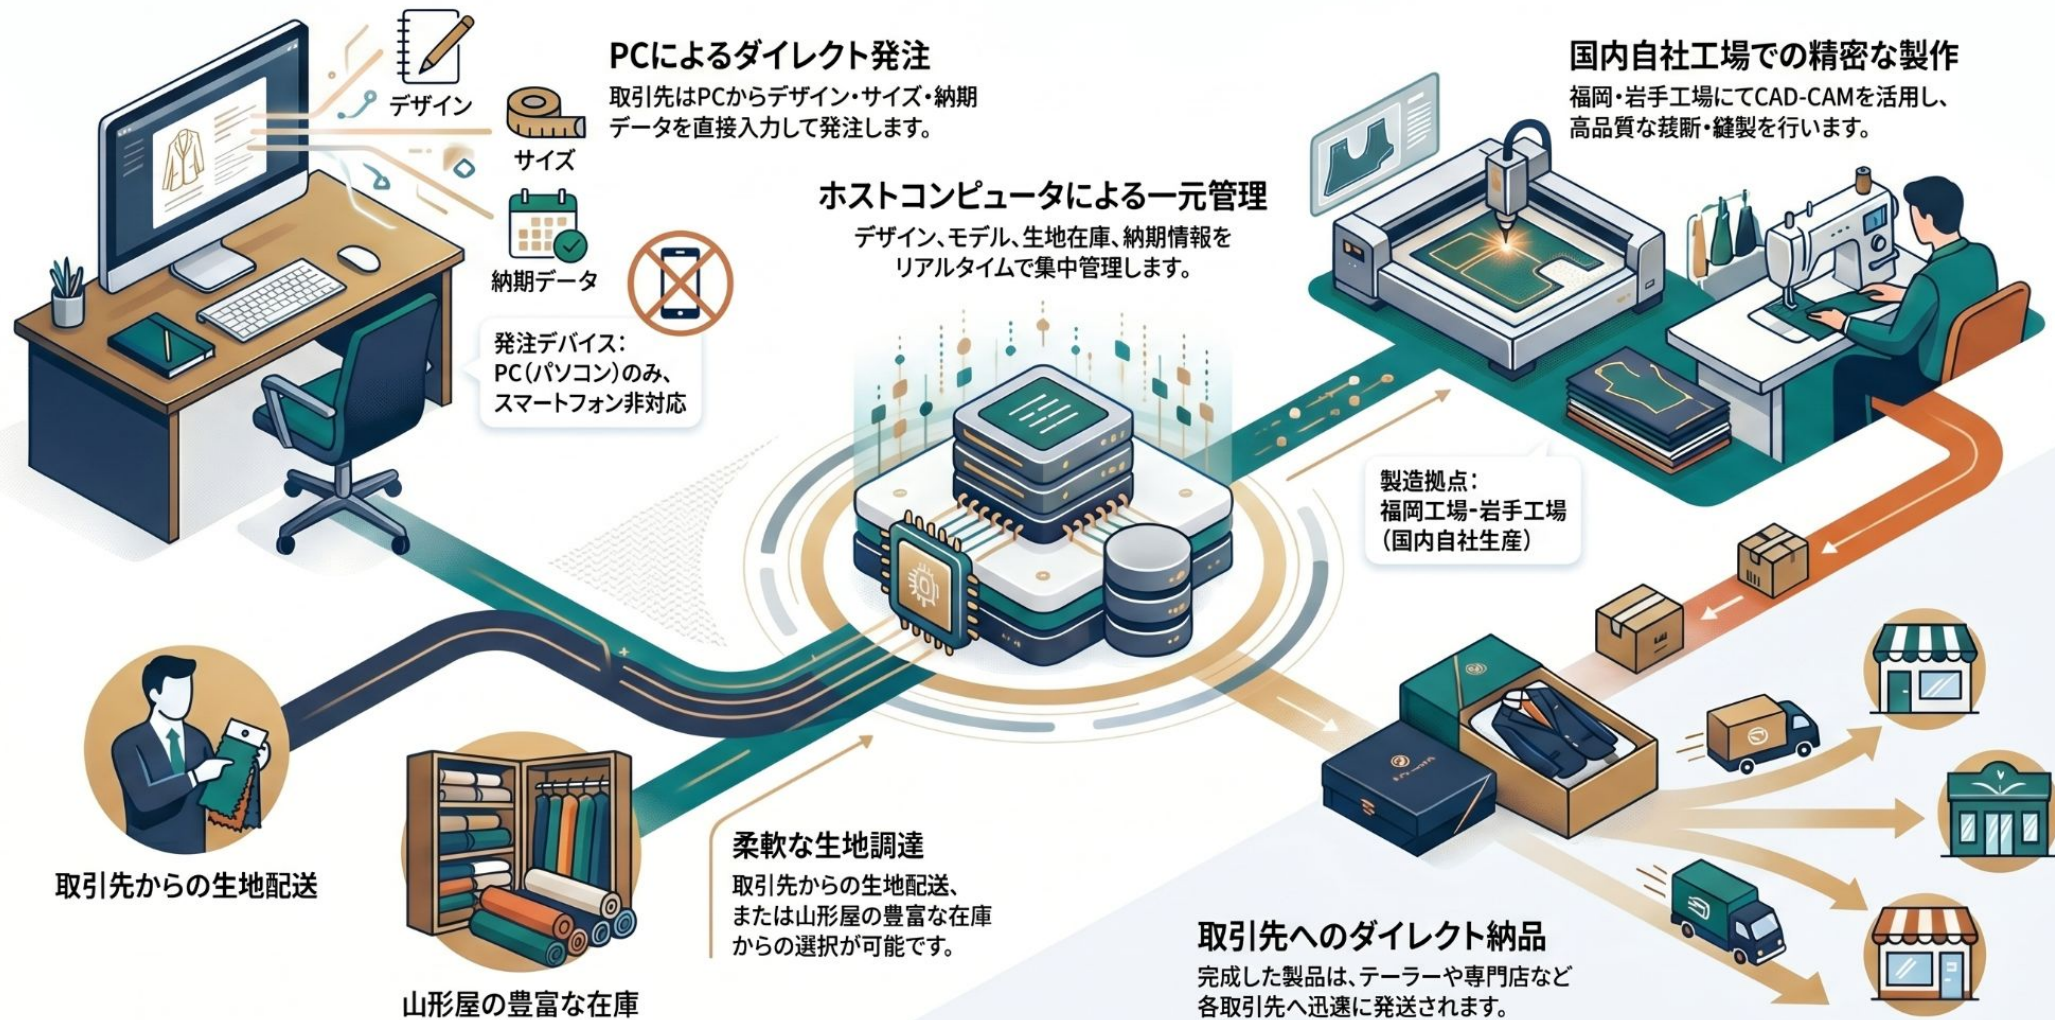 デザイン
サイズ
納期データ
PCによるダイレクト発注
取引先はPCからデザイン・サイズ・納期
データを直接入力して発注します。
発注デバイス：
PC（パソコン）のみ、
スマートフォン非対応
ホストコンピュータによる一元管理
デザイン、モデル、生地在庫、納期情報を
リアルタイムで集中管理します。
国内自社工場での精密な製作
福岡・岩手工場にてCAD-CAMを活用し、
高品質な裁断・縫製を行います。
製造拠点：
福岡工場-岩手工場
（国内自社生産）
取引先からの生地配送
山形屋の豊富な在庫
柔軟な生地調達
取引先からの生地配送、
または山形屋の豊富な在庫
からの選択が可能です。
取引先へのダイレクト納品
完成した製品は、テーラーや専門店など
各取引先へ迅速に発送されます。